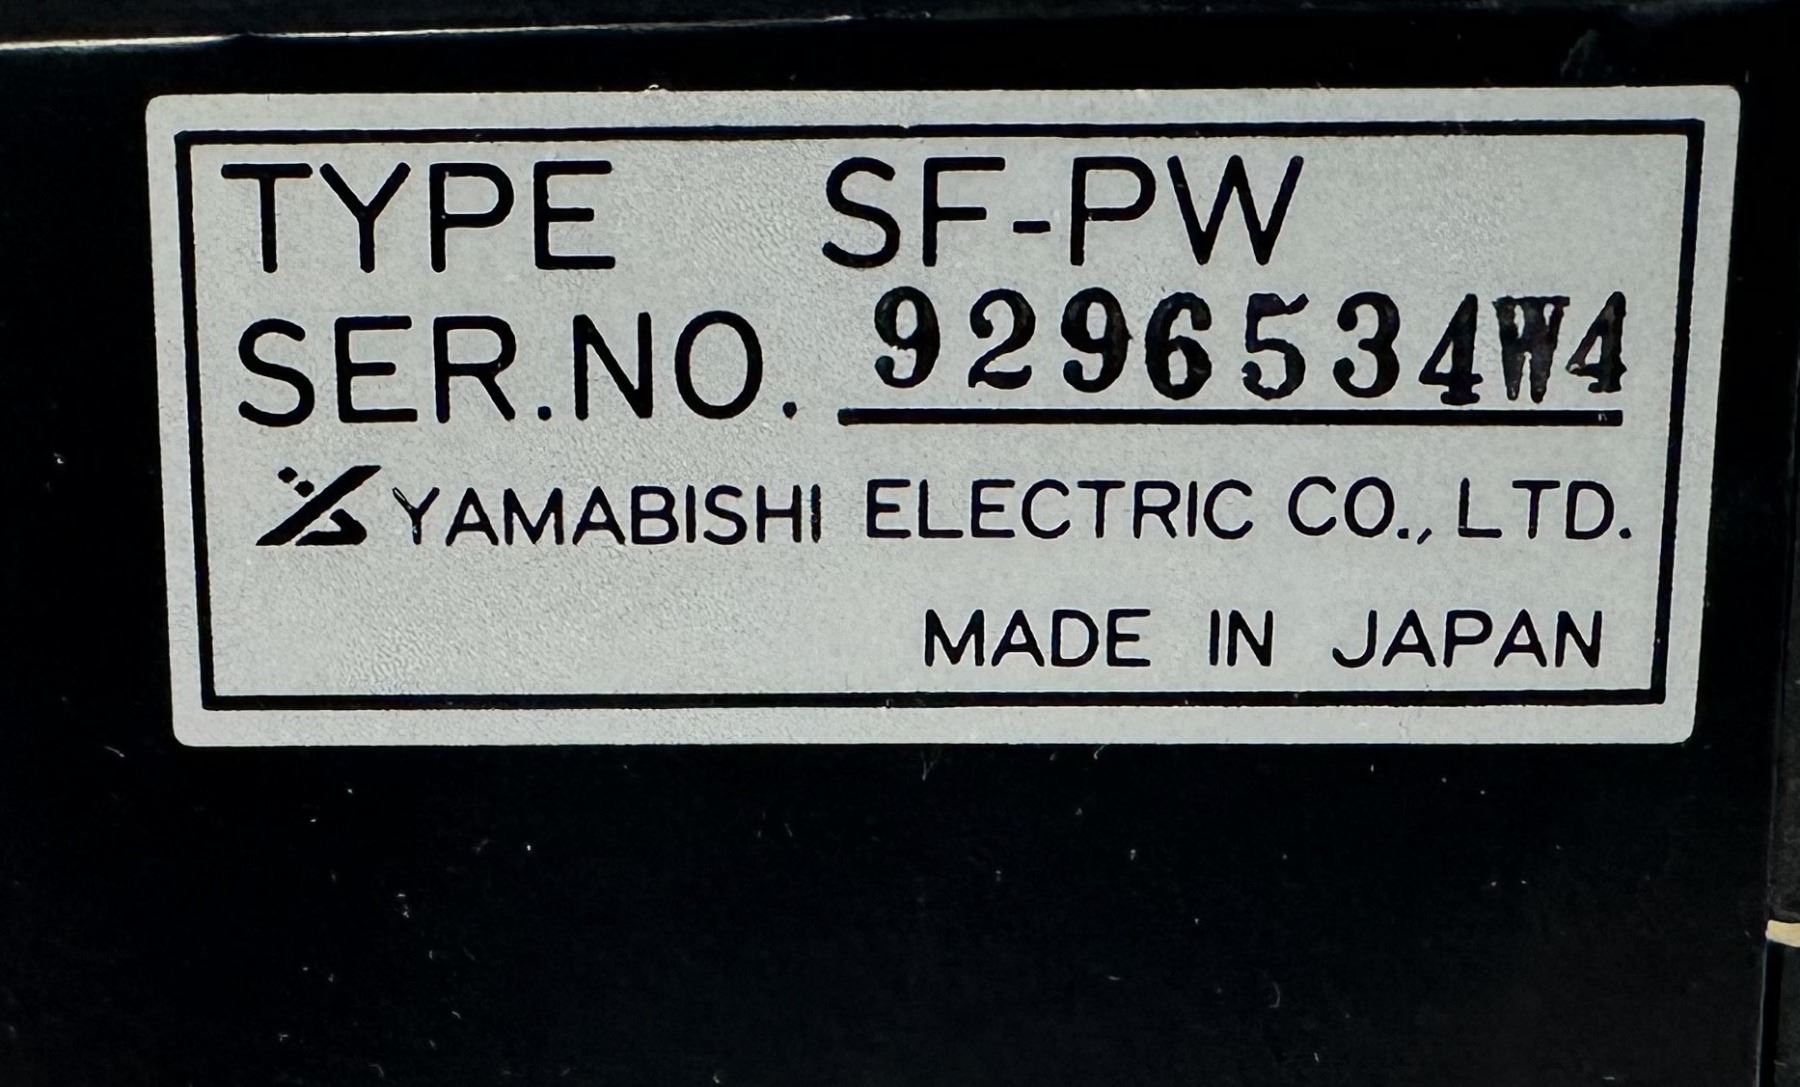 TYPE SF-PW
SER.NO. 9296534W4
YAMABISHI ELECTRIC CO., LTD.
MADE IN JAPAN